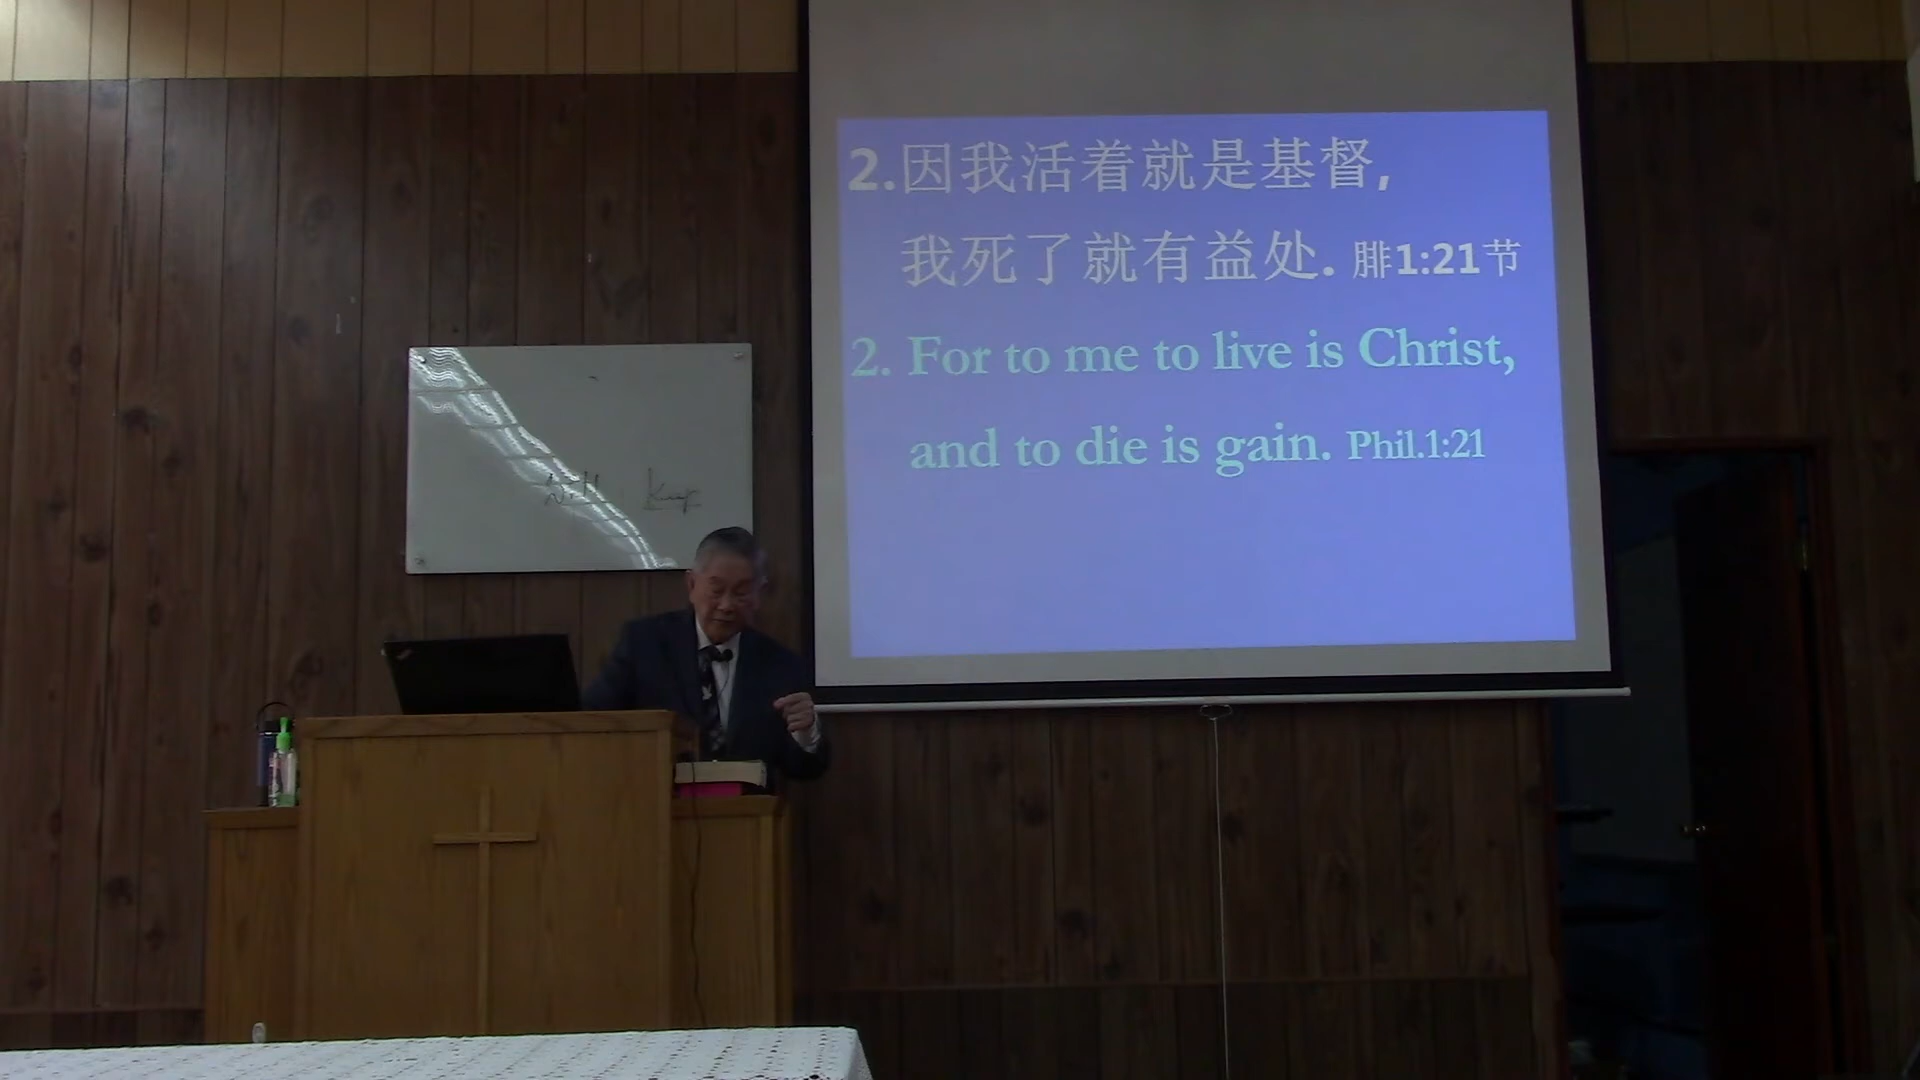 2.因我活着就是基督,
我死了就有益处. 腓1:21节
2. For to me to live is Christ,
and to die is gain. Phil.1:21